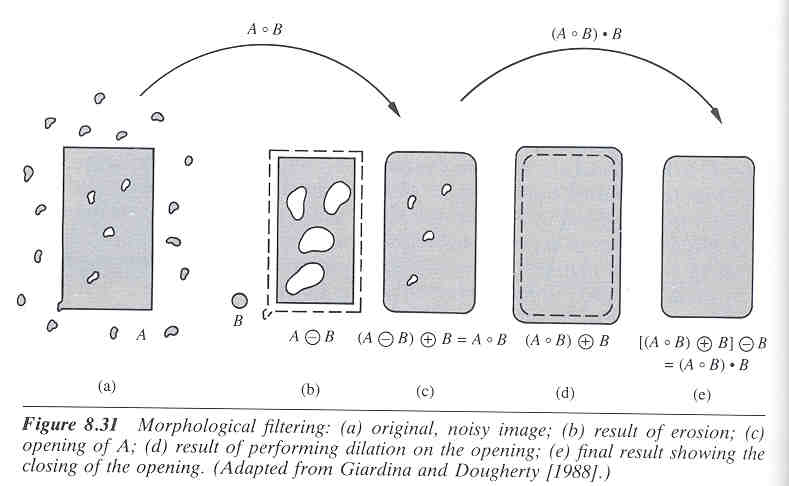 A ∘ B
(A ∘ B) • B
A
B
A ⊖ B
(A ⊖ B) ⊕ B = A ∘ B
(A ∘ B) ⊕ B
[(A ∘ B) ⊕ B] ⊖ B
= (A ∘ B) • B
(a)
(b)
(c)
(d)
(e)
Figure 8.31 Morphological filtering: (a) original, noisy image; (b) result of erosion; (c)
opening of A; (d) result of performing dilation on the opening; (e) final result showing the
closing of the opening. (Adapted from Giardina and Dougherty [1988].)